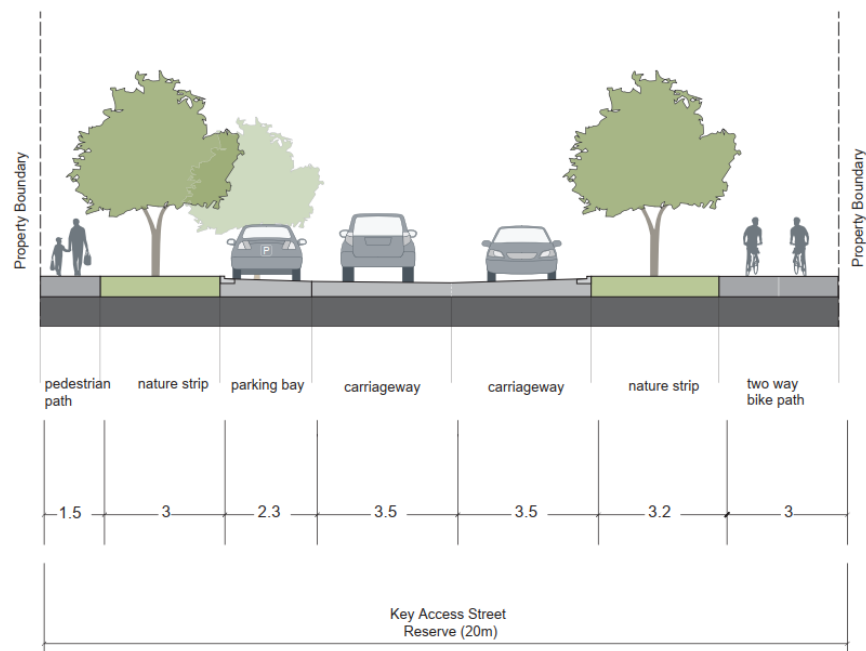 Property Boundary
Property Boundary
P
pedestrian
path
nature strip
parking bay
carriageway
carriageway
nature strip
two way
bike path
1.5
3
2.3
3.5
3.5
3.2
3
Key Access Street
Reserve (20m)